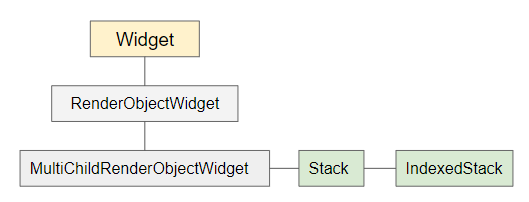 Widget
RenderObjectWidget
MultiChildRenderObjectWidget
Stack
IndexedStack